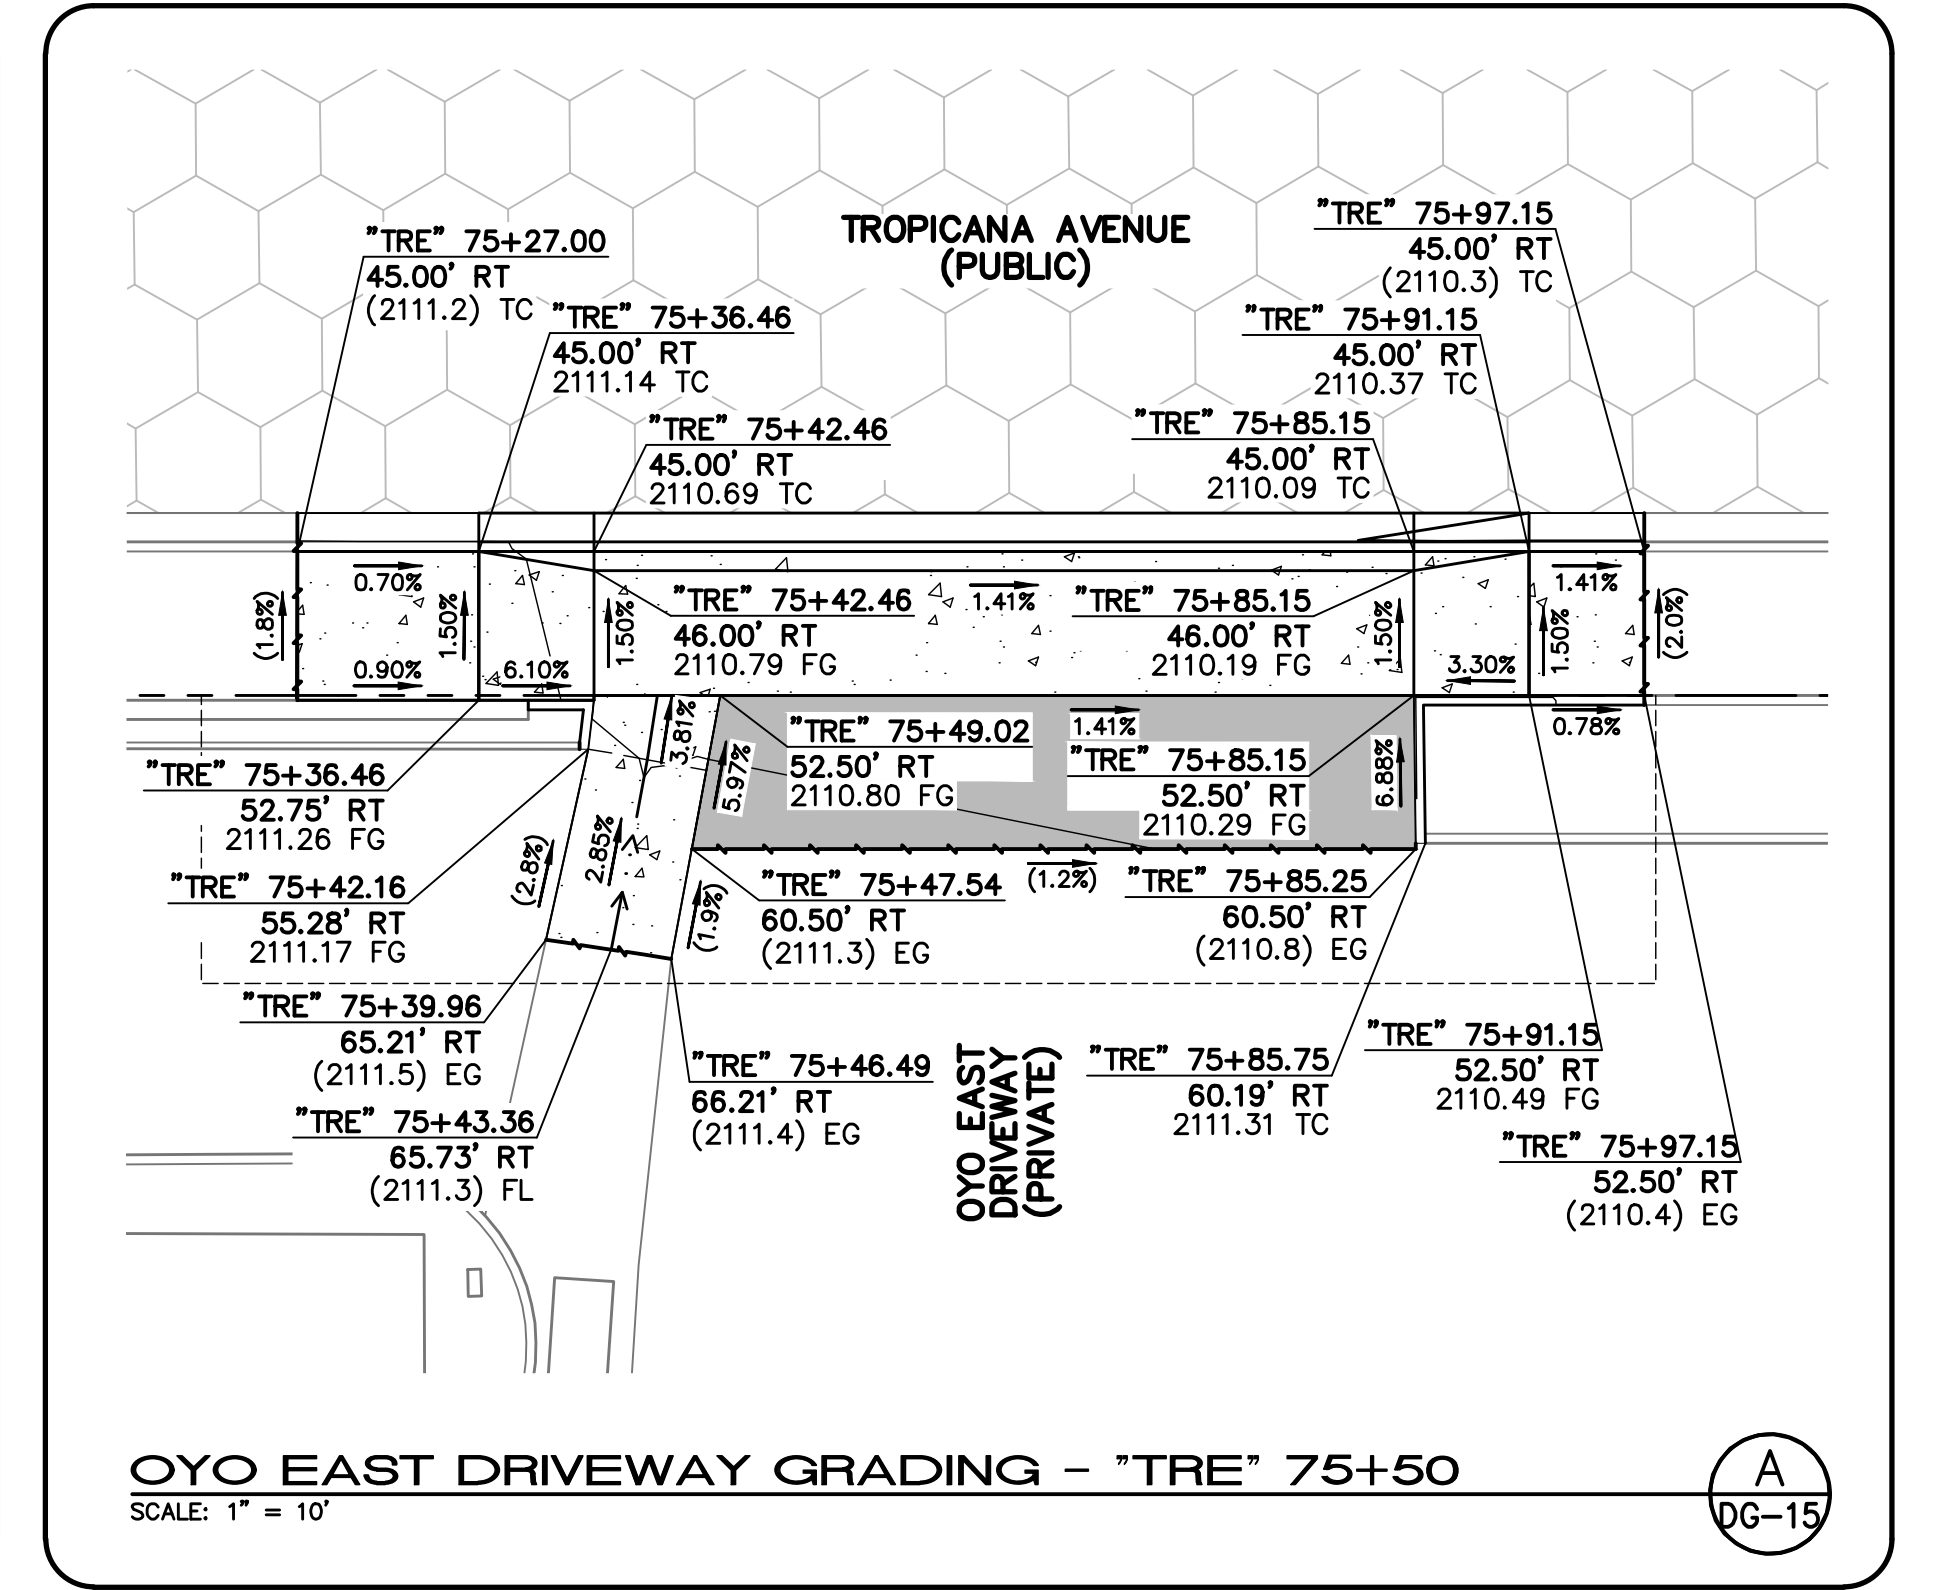 TROPICANA AVENUE
(PUBLIC)
"TRE" 75+27.00
45.00' RT
(2111.2) TC
"TRE" 75+36.46
45.00' RT
2111.14 TC
"TRE" 75+42.46
45.00' RT
2110.69 TC
"TRE" 75+97.15
45.00' RT
(2110.3) TC
"TRE" 75+91.15
45.00' RT
2110.37 TC
"TRE" 75+85.15
45.00' RT
2110.09 TC
(1.8%)
0.70%
0.90%
1.50%
6.10%
1.50%
"TRE" 75+42.46
46.00' RT
2110.79 FG
1.41%
"TRE" 75+85.15
46.00' RT
2110.19 FG
1.50%
3.30%
1.50%
1.41%
(2.0%)
0.78%
3.81%
5.97%
"TRE" 75+49.02
52.50' RT
2110.80 FG
1.41%
"TRE" 75+85.15
52.50' RT
2110.29 FG
6.88%
"TRE" 75+36.46
52.75' RT
2111.26 FG
"TRE" 75+42.16
55.28' RT
2111.17 FG
(2.8%)
2.85%
(1.9%)
"TRE" 75+47.54
60.50' RT
(2111.3) EG
(1.2%)
"TRE" 75+85.25
60.50' RT
(2110.8) EG
"TRE" 75+39.96
65.21' RT
(2111.5) EG
"TRE" 75+43.36
65.73' RT
(2111.3) FL
"TRE" 75+46.49
66.21' RT
(2111.4) EG
OYO EAST
DRIVEWAY
(PRIVATE)
"TRE" 75+85.75
60.19' RT
2111.31 TC
"TRE" 75+91.15
52.50' RT
2110.49 FG
"TRE" 75+97.15
52.50' RT
(2110.4) EG
OYO EAST DRIVEWAY GRADING - "TRE" 75+50
SCALE: 1" = 10'
A
DG-15